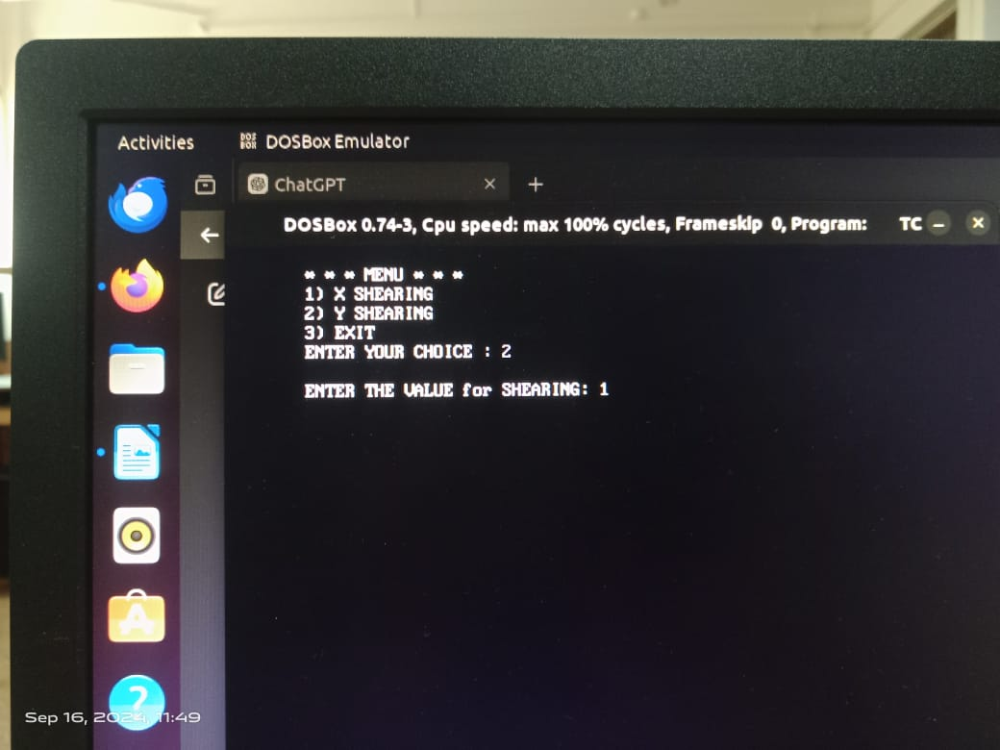 Activities
DOSBox Emulator
ChatGPT
DOSBox 0.74-3, Cpu speed: max 100% cycles, Frameskip 0, Program: TC
* * * MENU * * *
1) X SHEARING
2) Y SHEARING
3) EXIT
ENTER YOUR CHOICE : 2
ENTER THE VALUE for SHEARING: 1
Sep 16, 2024, 11:49